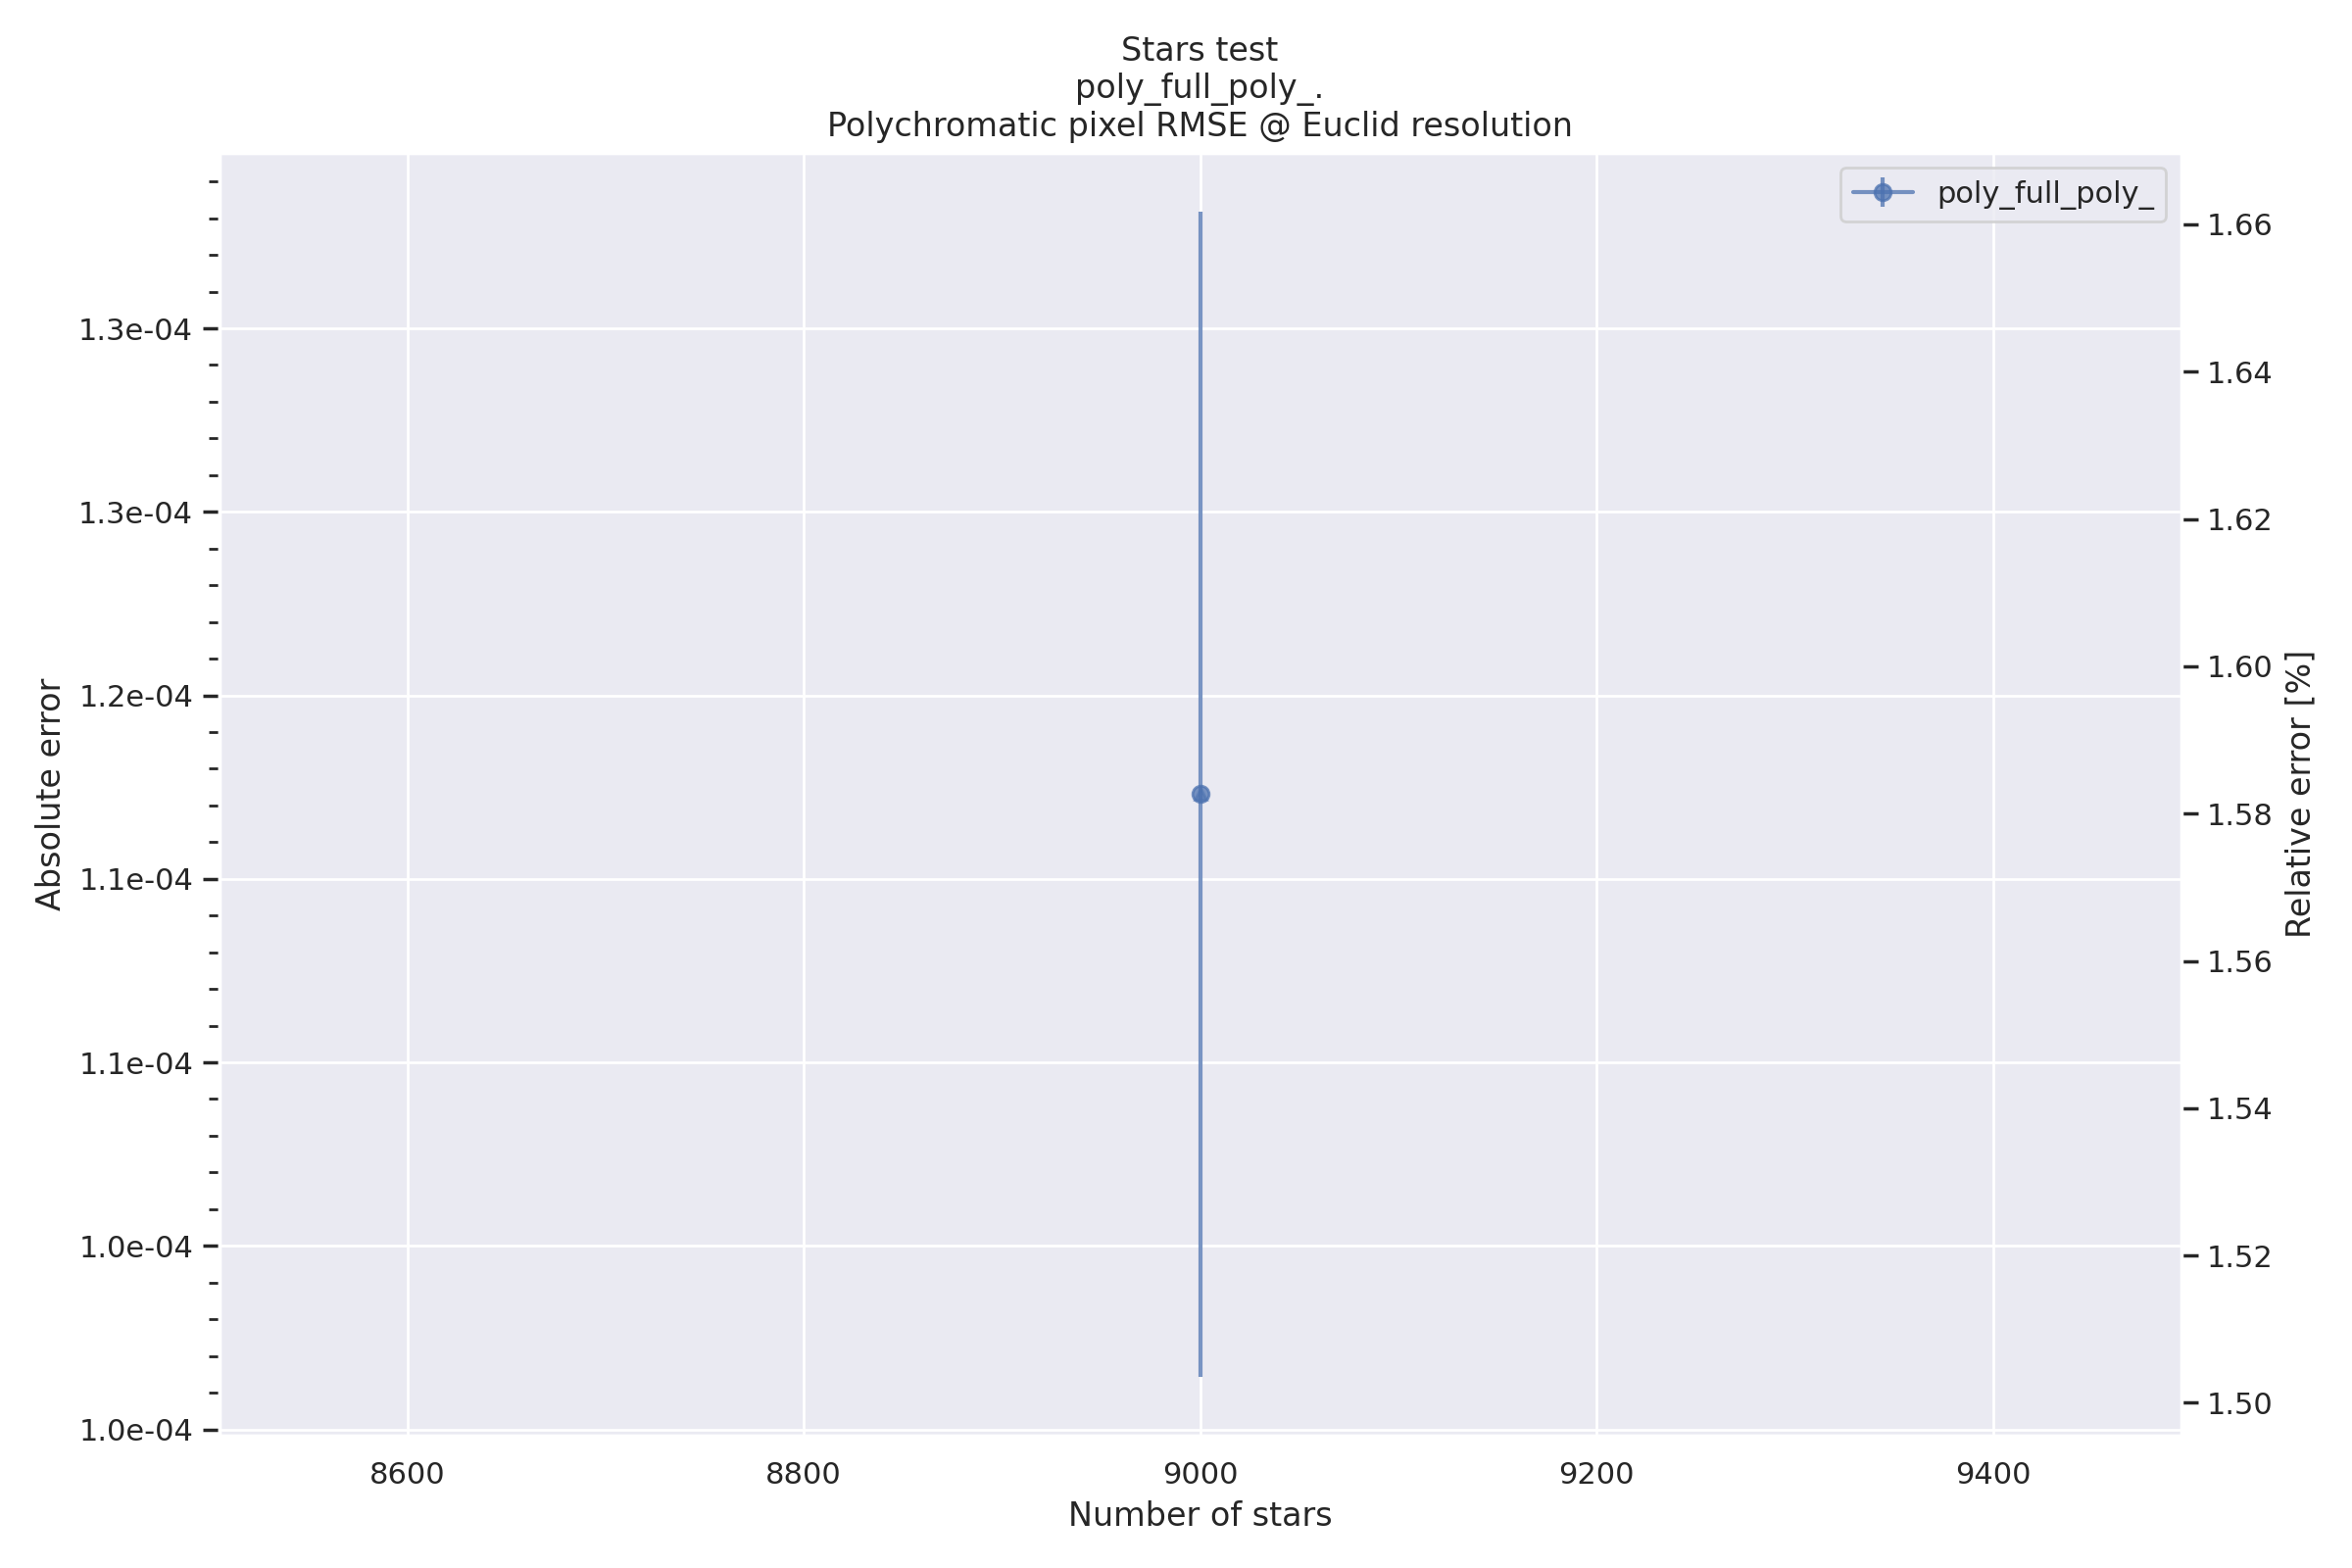 Stars test
poly_full_poly_.
Polychromatic pixel RMSE @ Euclid resolution
poly_full_poly_
Absolute error
1.3e-04
1.3e-04
1.2e-04
1.1e-04
1.1e-04
1.0e-04
1.0e-04
1.66
1.64
1.62
1.60
1.58
1.56
1.54
1.52
1.50
Relative error [%]
8600
8800
9000
9200
9400
Number of stars